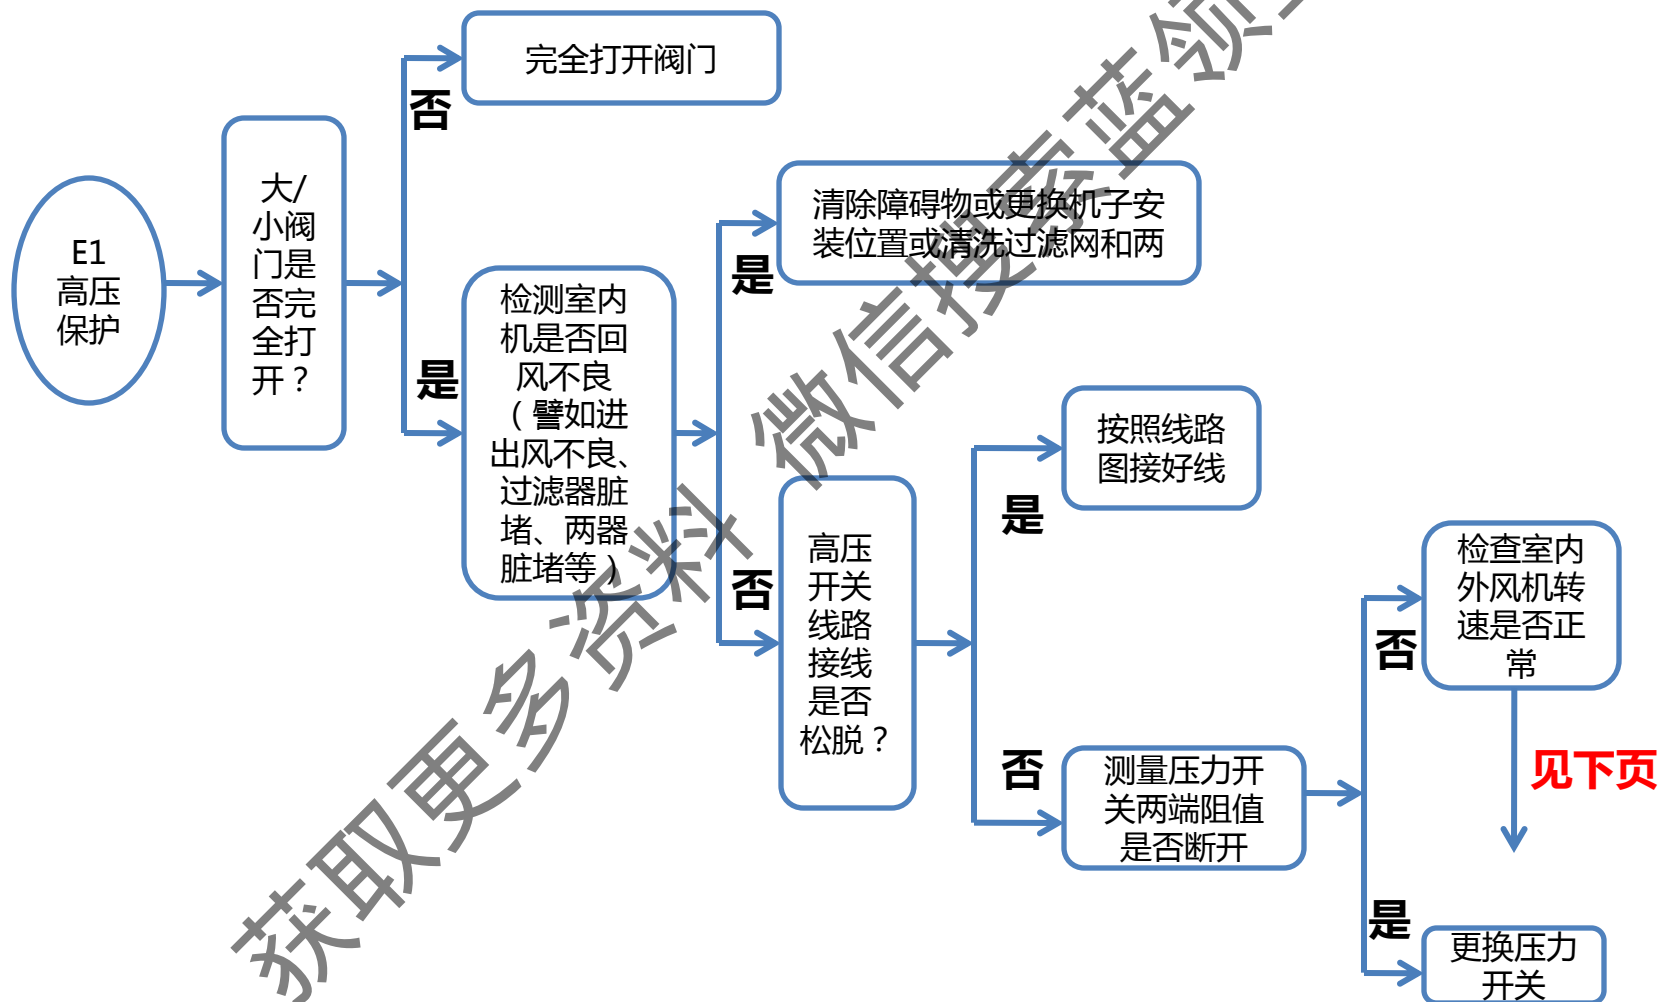 完全打开阀门
否
E1
高压
保护
大/
小阀
门是
否完
全打
开？
是
检测室内
机是否回
风不良
（譬如进
出风不良、
过滤器脏
堵、两器
脏堵等）
是
清除障碍物或更换机子安
装位置或清洗过滤网和两
否
高压
开关
线路
接线
是否
松脱？
是
按照线路
图接好线
否
测量压力开
关两端阻值
是否断开
否
检查室内
外风机转
速是否正
常
见下页
是
更换压力
开关
获取更多资料 微信搜索蓝领